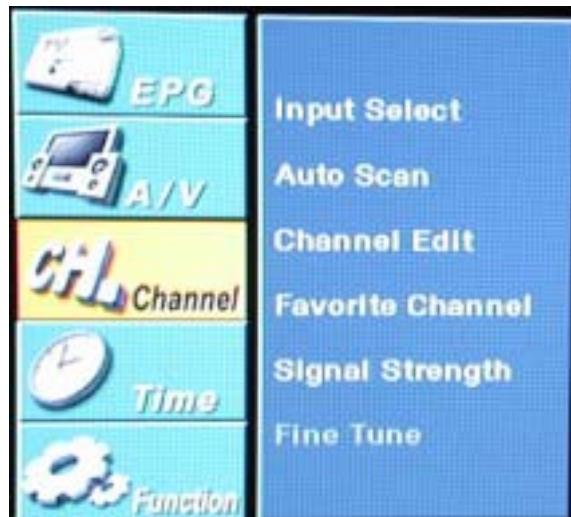 EPG
A/V
CH. Channel
Time
Function
Input Select
Auto Scan
Channel Edit
Favorite Channel
Signal Strength
Fine Tune